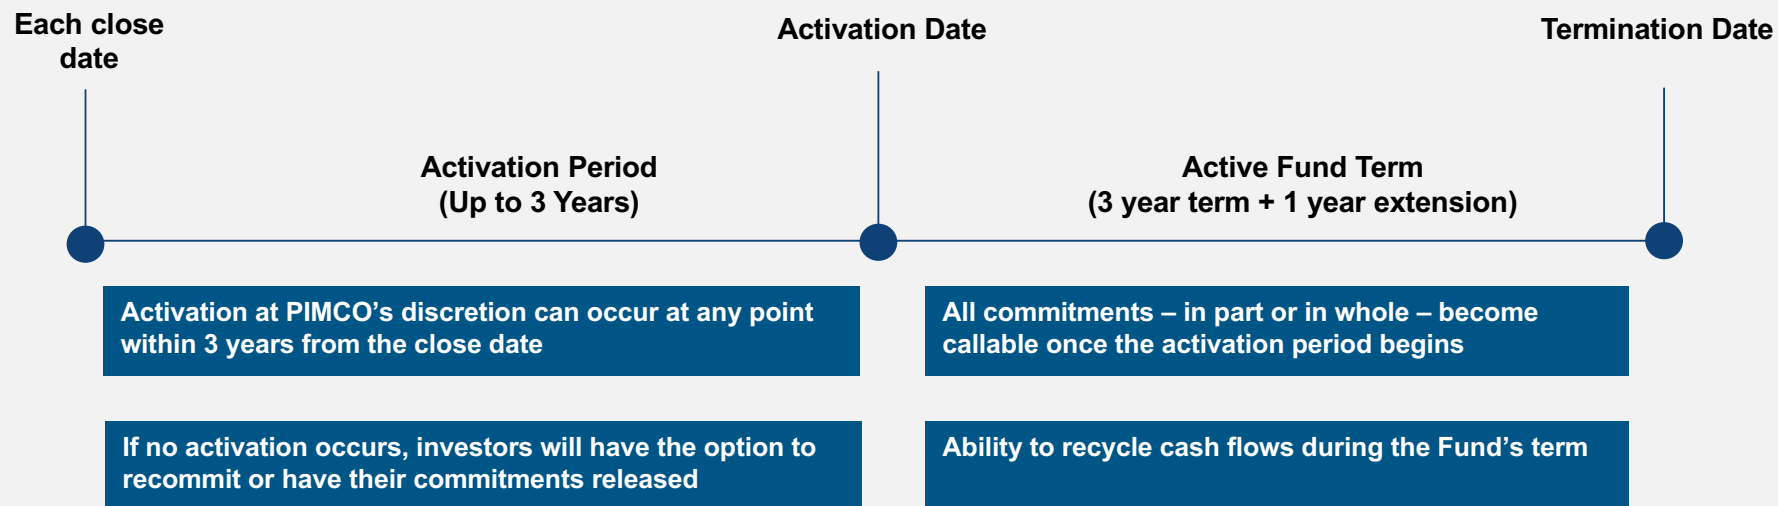 Each close
date
Activation Date
Termination Date
Activation Period
(Up to 3 Years)
Active Fund Term
(3 year term + 1 year extension)
Activation at PIMCO’s discretion can occur at any point
within 3 years from the close date
All commitments – in part or in whole – become
callable once the activation period begins
If no activation occurs, investors will have the option to
recommit or have their commitments released
Ability to recycle cash flows during the Fund’s term